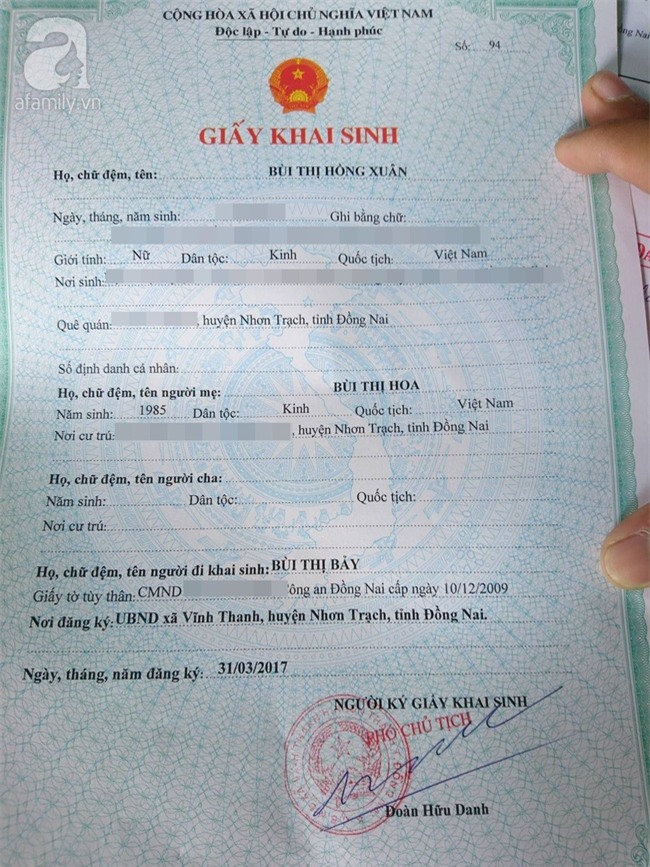 CỘNG HÒA XÃ HỘI CHỦ NGHĨA VIỆT NAM
Độc lập - Tự do - Hạnh phúc
Số: 94
afamily.vn
GIẤY KHAI SINH
Họ, chữ đệm, tên: BÙI THỊ HỒNG XUÂN
Ngày, tháng, năm sinh: Ghi bằng chữ:
Giới tính: Nữ Dân tộc: Kinh Quốc tịch: Việt Nam
Nơi sinh:
Quê quán: , huyện Nhơn Trạch, tỉnh Đồng Nai
Số định danh cá nhân:
Họ, chữ đệm, tên người mẹ: BÙI THỊ HOA
Năm sinh: 1985 Dân tộc: Kinh Quốc tịch: Việt Nam
Nơi cư trú: , huyện Nhơn Trạch, tỉnh Đồng Nai
Họ, chữ đệm, tên người cha:
Năm sinh: Dân tộc: Quốc tịch:
Nơi cư trú:
Họ, chữ đệm, tên người đi khai sinh: BÙI THỊ BẢY
Giấy tờ tùy thân: CMND ông an Đồng Nai cấp ngày 10/12/2009
Nơi đăng ký: UBND xã Vĩnh Thanh, huyện Nhơn Trạch, tỉnh Đồng Nai.
Ngày, tháng, năm đăng ký: 31/03/2017
NGƯỜI KÝ GIẤY KHAI SINH
PHÓ CHỦ TỊCH
Đoàn Hữu Danh